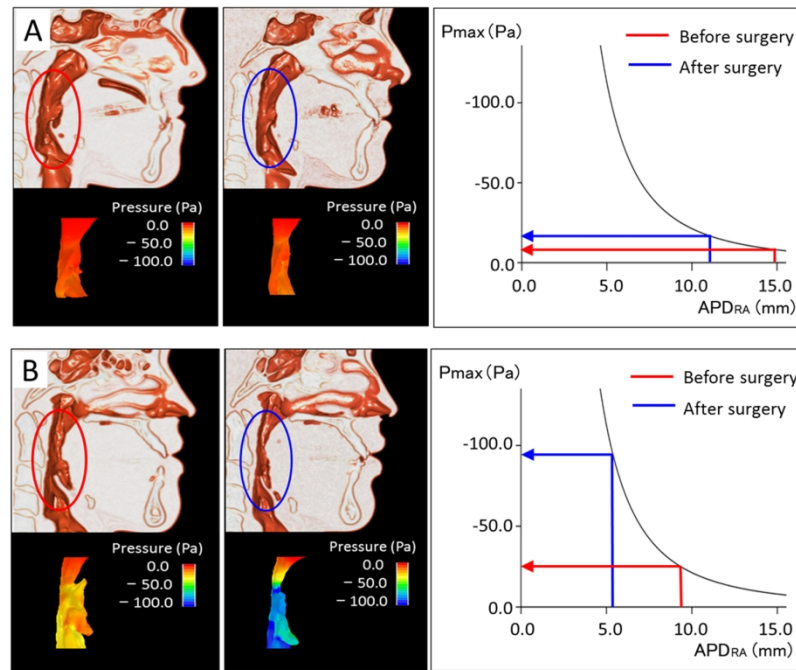 A
Pressure (Pa)
0.0
− 50.0
− 100.0
Pressure (Pa)
0.0
− 50.0
− 100.0
Pmax (Pa)
Before surgery
After surgery
-100.0
-50.0
0.0
0.0 5.0 10.0 15.0
APDRA (mm)
B
Pressure (Pa)
0.0
− 50.0
− 100.0
Pressure (Pa)
0.0
− 50.0
− 100.0
Pmax (Pa)
Before surgery
After surgery
-100.0
-50.0
0.0
0.0 5.0 10.0 15.0
APDRA (mm)